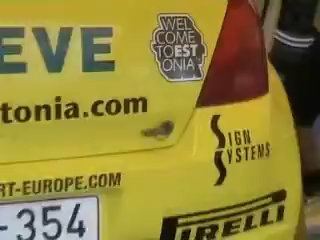 EVE
WEL
COME
TO EST
ONIA
tonia.com
SIGN
SYSTEMS
RT-EUROPE.COM
-354
PIRELLI